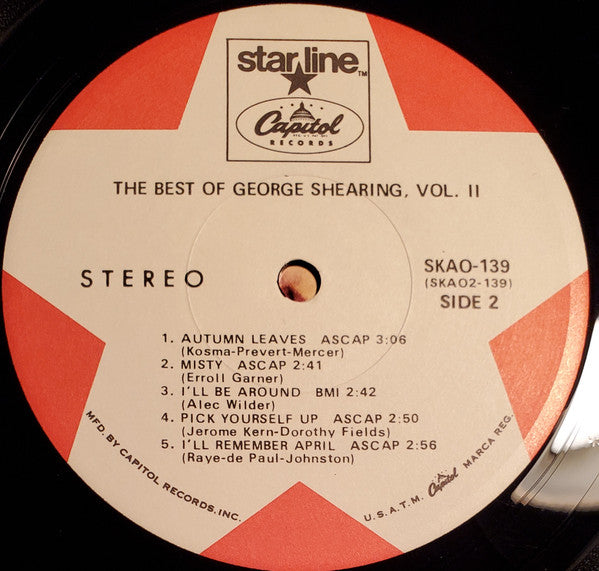 starline™
Capitol
RECORDS
THE BEST OF GEORGE SHEARING, VOL. II
STEREO
SKAO-139
(SKAO2-139)
SIDE 2
1. AUTUMN LEAVES ASCAP 3:06
(Kosma-Prevert-Mercer)
2. MISTY ASCAP 2:41
(Erroll Garner)
3. I'LL BE AROUND BMI 2:42
(Alec Wilder)
4. PICK YOURSELF UP ASCAP 2:50
(Jerome Kern-Dorothy Fields)
5. I'LL REMEMBER APRIL ASCAP 2:56
(Raye-de Paul-Johnston)
MFD. BY CAPITOL RECORDS, INC.
U.S.A. T.M. Capitol MARCA REG.